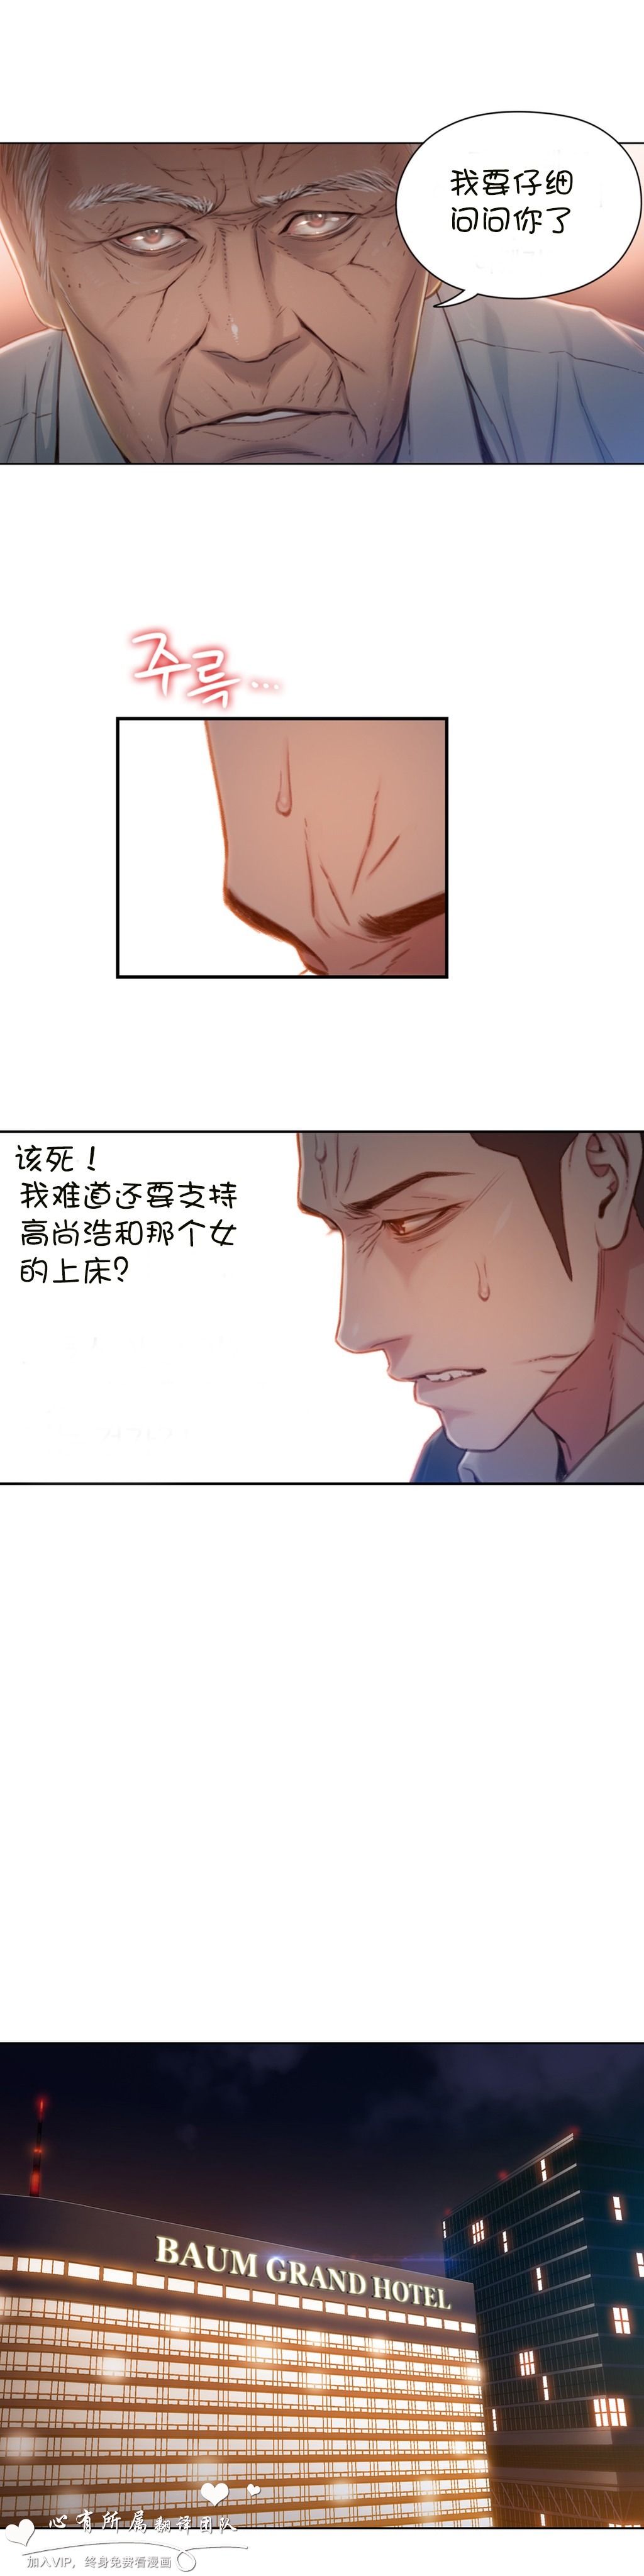 我要仔细
问问你了
주륵...
该死！
我难道还要支持
高尚浩和那个女
的上床？
BAUM GRAND HOTEL
心有所属翻译团队
加入VIP，终身免费看漫画